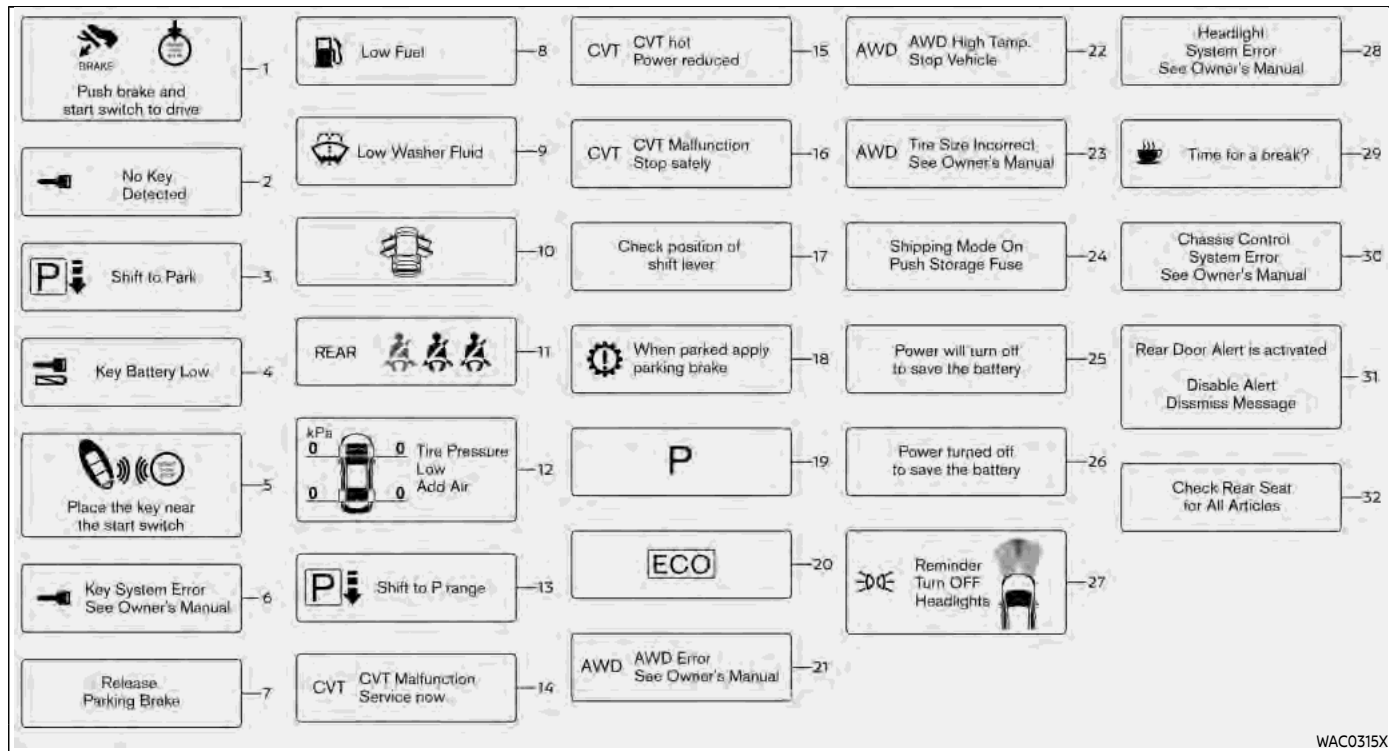 BRAKE
Push brake and
start switch to drive
1
No Key
Detected
2
P
Shift to Park
3
Key Battery Low
4
Place the key near
the start switch
5
Key System Error
See Owner's Manual
6
Release
Parking Brake
7
Low Fuel
8
Low Washer Fluid
9
10
REAR
11
kPa
0 0
0 0
Tire Pressure
Low
Add Air
12
P
Shift to P range
13
CVT
CVT Malfunction
Service now
14
CVT
CVT hot
Power reduced
15
CVT
CVT Malfunction
Stop safely
16
Check position of
shift lever
17
When parked apply
parking brake
18
P
19
ECO
20
AWD
AWD Error
See Owner's Manual
21
AWD
AWD High Temp.
Stop Vehicle
22
AWD
Tire Size Incorrect
See Owner's Manual
23
Shipping Mode On
Push Storage Fuse
24
Power will turn off
to save the battery
25
Power turned off
to save the battery
26
Reminder
Turn OFF
Headlights
27
Headlight
System Error
See Owner's Manual
28
Time for a break?
29
Chassis Control
System Error
See Owner's Manual
30
Rear Door Alert is activated
Disable Alert
Dissmiss Message
31
Check Rear Seat
for All Articles
32
WAC0315X